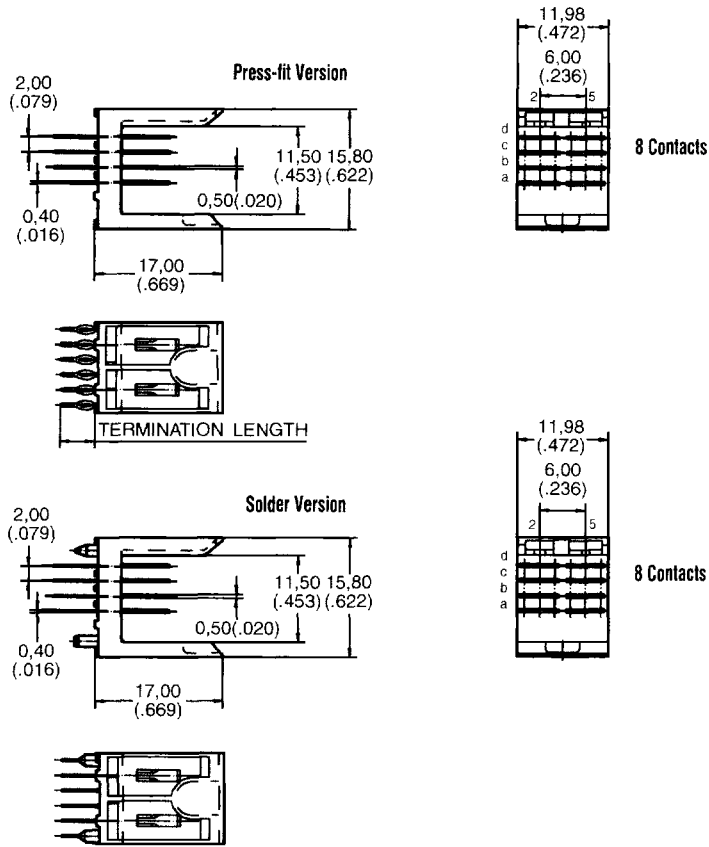 11,98
(.472)
6,00
(.236)
2 5
Press-fit Version
2,00
(.079)
d
c
b
a
8 Contacts
11,50 15,80
(.453) (.622)
0,50(.020)
0,40
(.016)
17,00
(.669)
TERMINATION LENGTH
11,98
(.472)
6,00
(.236)
2 5
Solder Version
2,00
(.079)
d
c
b
a
8 Contacts
11,50 15,80
(.453) (.622)
0,50(.020)
0,40
(.016)
17,00
(.669)